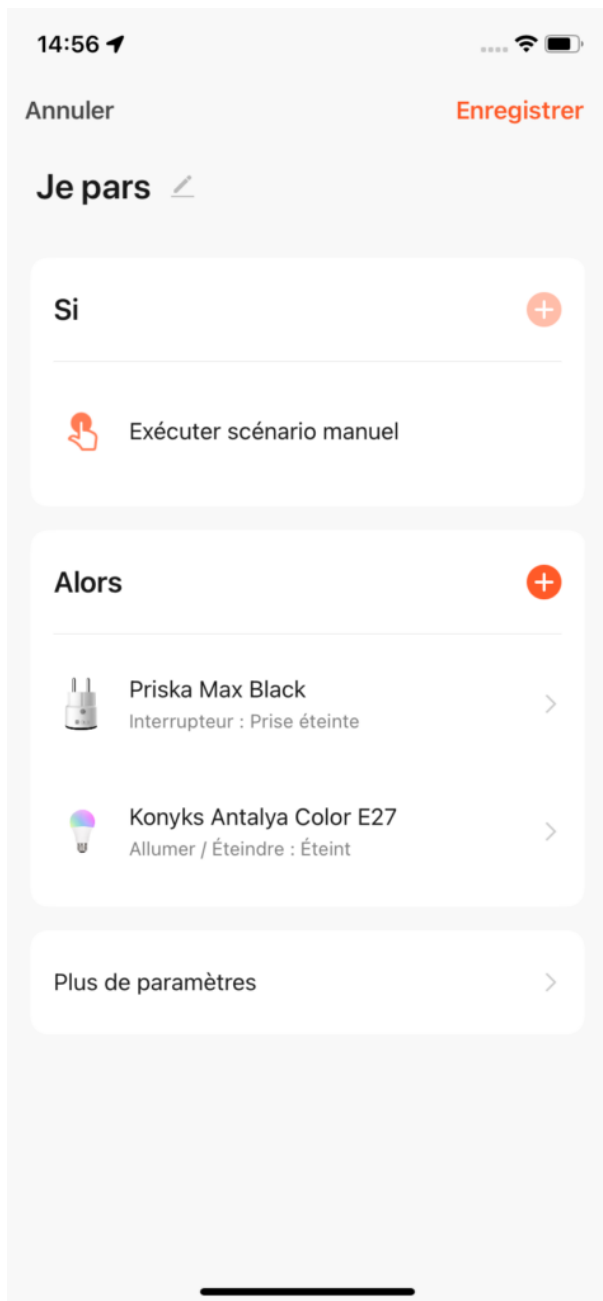 14:56
Annuler
Enregistrer
Je pars
Si
Exécuter scénario manuel
Alors
Priska Max Black
Interrupteur : Prise éteinte
Konyks Antalya Color E27
Allumer / Éteindre : Éteint
Plus de paramètres